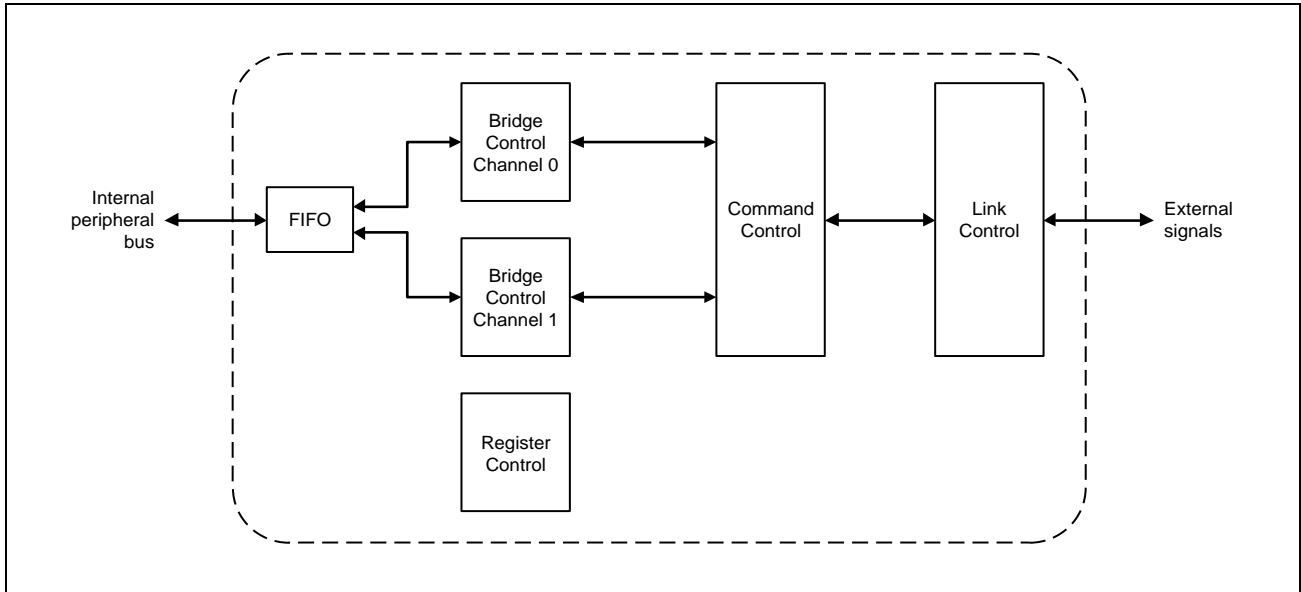 Internal
peripheral
bus
FIFO
Bridge
Control
Channel 0
Bridge
Control
Channel 1
Register
Control
Command
Control
Link
Control
External
signals